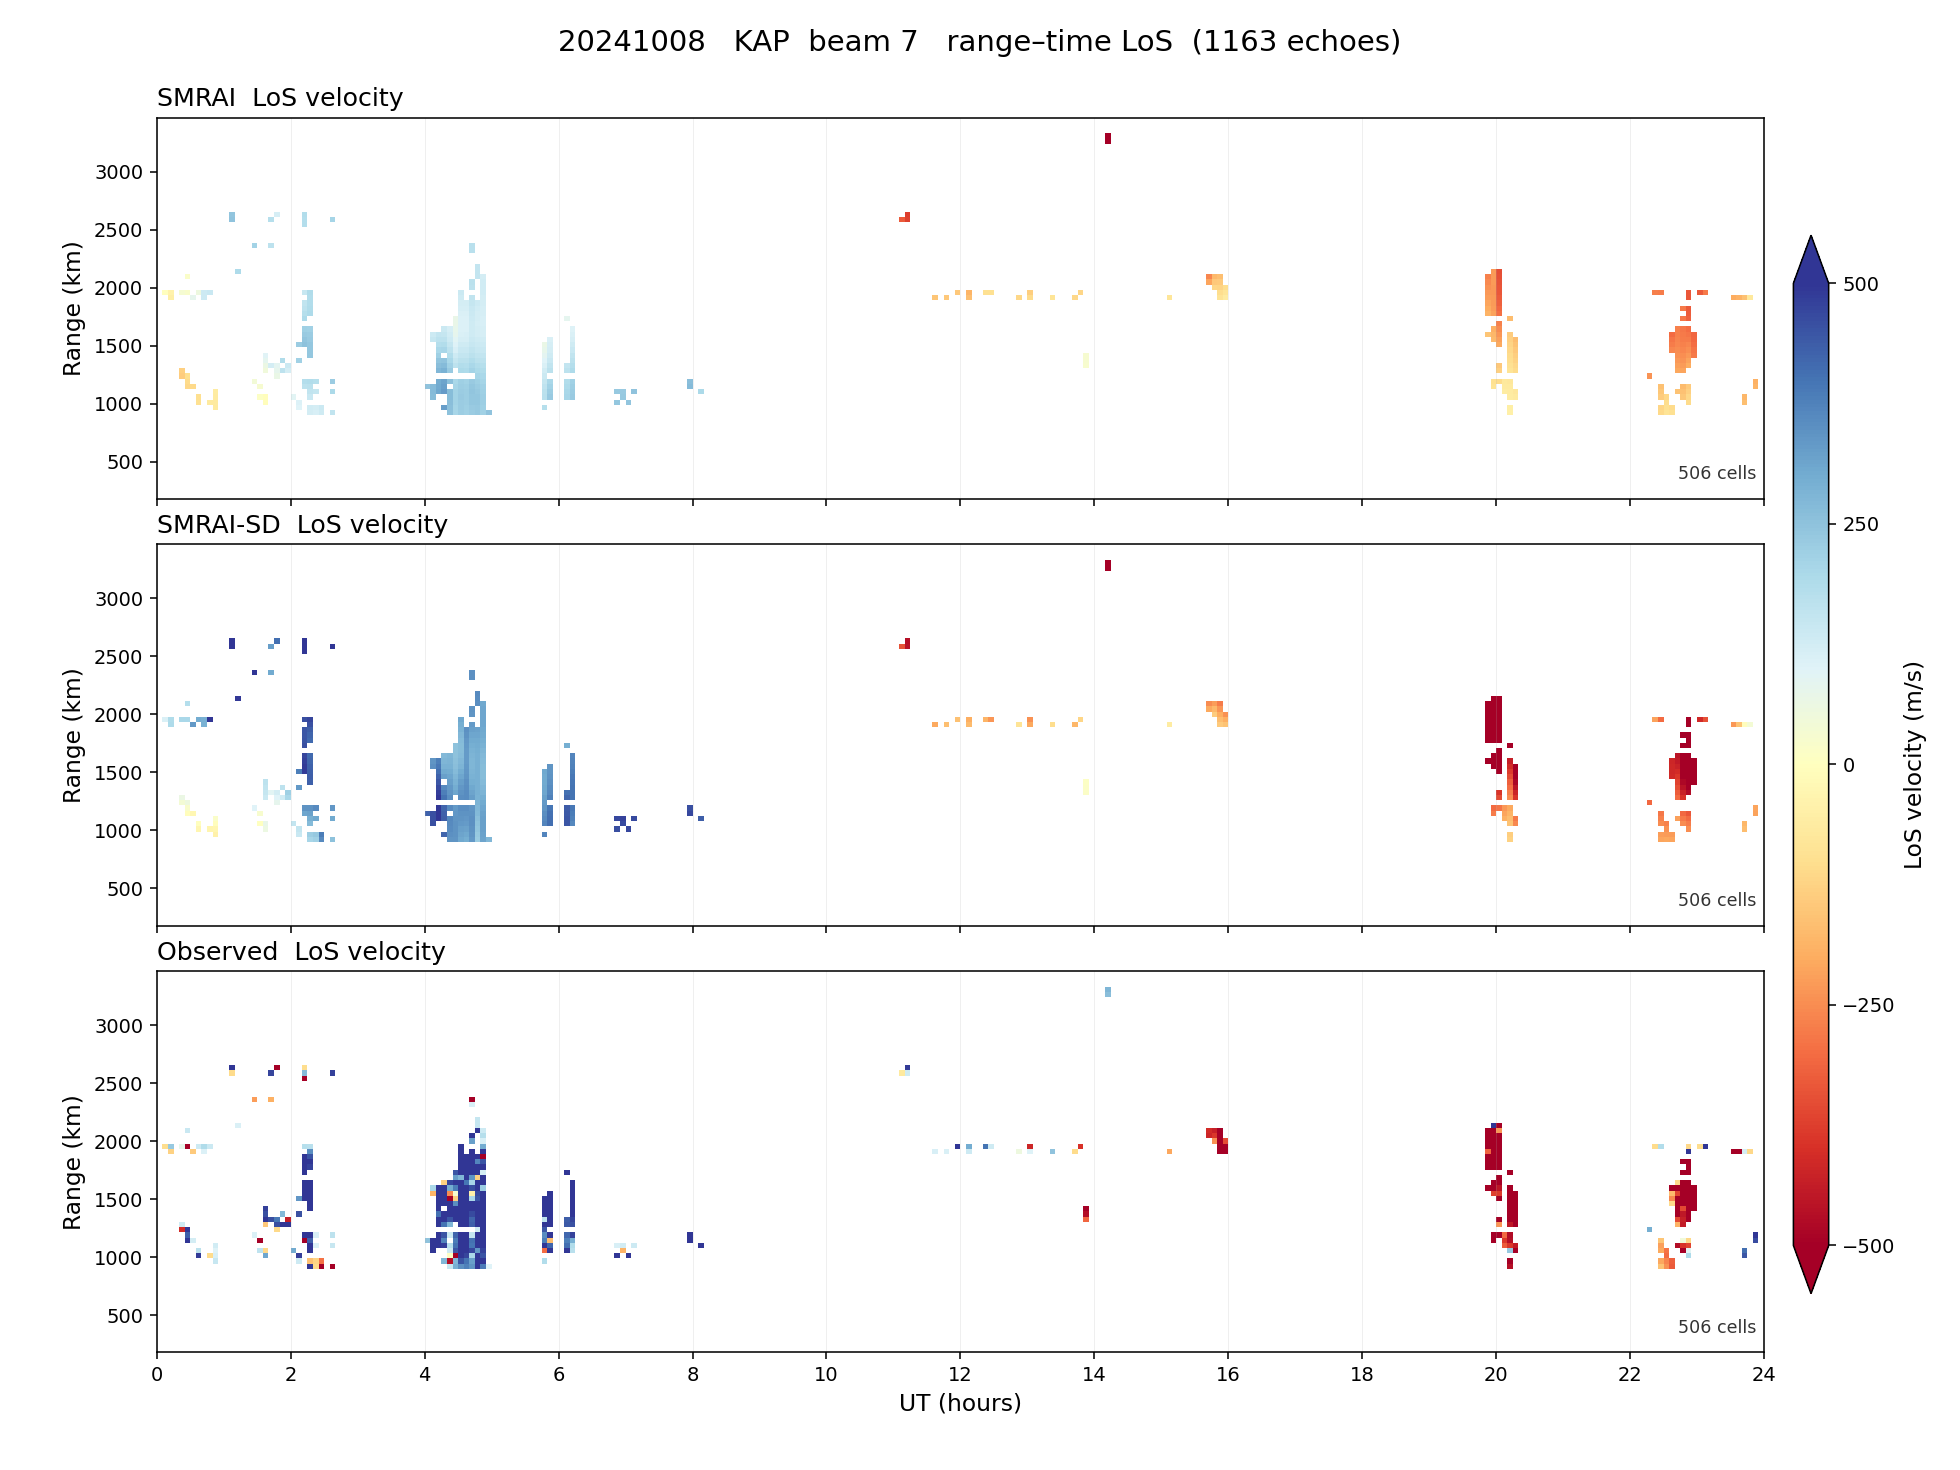 20241008   KAP  beam 7   range–time LoS  (1163 echoes)
SMRAI  LoS velocity
Range (km)
3000
2500
2000
1500
1000
500
506 cells
SMRAI-SD  LoS velocity
Range (km)
3000
2500
2000
1500
1000
500
506 cells
Observed  LoS velocity
Range (km)
3000
2500
2000
1500
1000
500
506 cells
0 2 4 6 8 10 12 14 16 18 20 22 24
UT (hours)
500
250
0
−250
−500
LoS velocity (m/s)